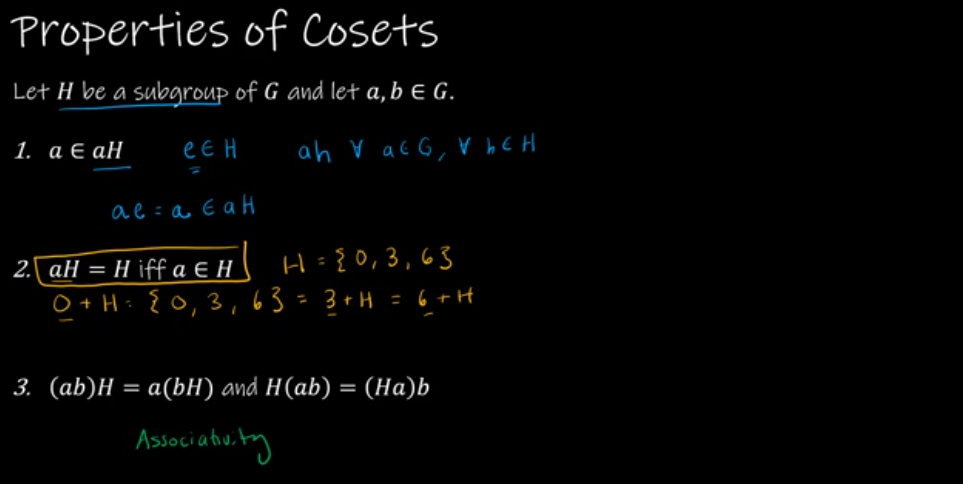 Properties of Cosets
Let H be a subgroup of G and let a, b ∈ G.
1. a ∈ aH e ∈ H ah ∀ a ∈ G, ∀ h ∈ H
ae = a ∈ aH
2. aH = H iff a ∈ H H = {0, 3, 6}
0 + H = {0, 3, 6} = 3 + H = 6 + H
3. (ab)H = a(bH) and H(ab) = (Ha)b
Associativity